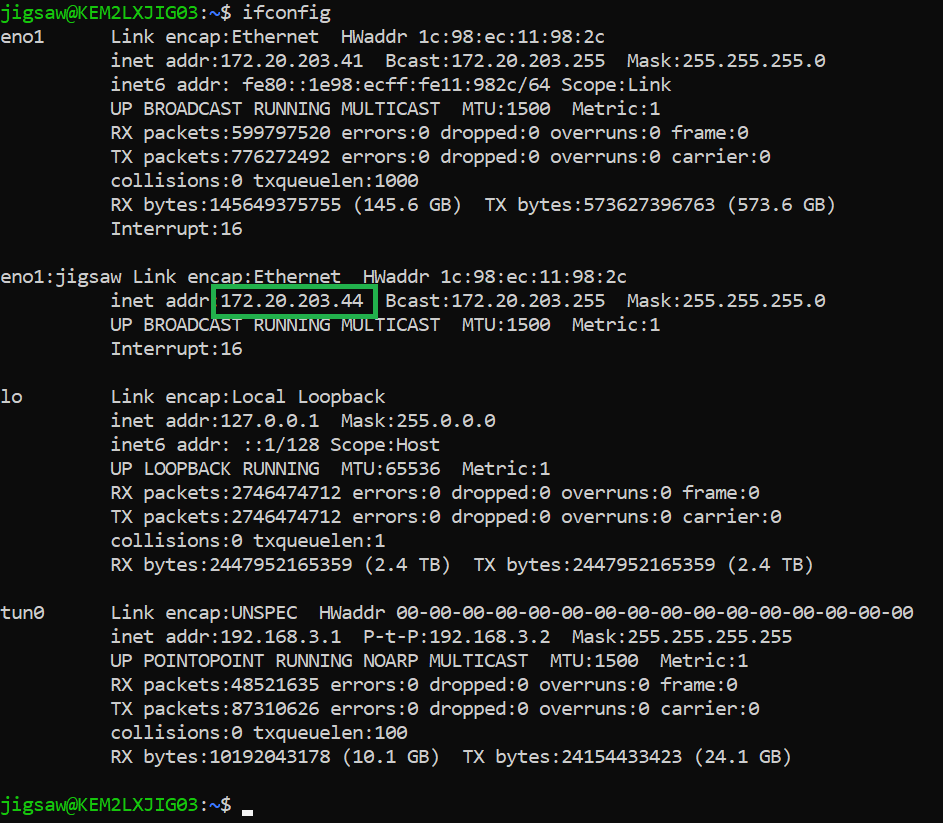 jigsaw@KEM2LXJIG03:~$ ifconfig
eno1      Link encap:Ethernet  HWaddr 1c:98:ec:11:98:2c
          inet addr:172.20.203.41  Bcast:172.20.203.255  Mask:255.255.255.0
          inet6 addr: fe80::1e98:ecff:fe11:982c/64 Scope:Link
          UP BROADCAST RUNNING MULTICAST  MTU:1500  Metric:1
          RX packets:599797520 errors:0 dropped:0 overruns:0 frame:0
          TX packets:776272492 errors:0 dropped:0 overruns:0 carrier:0
          collisions:0 txqueuelen:1000
          RX bytes:145649375755 (145.6 GB)  TX bytes:573627396763 (573.6 GB)
          Interrupt:16
eno1:jigsaw Link encap:Ethernet  HWaddr 1c:98:ec:11:98:2c
          inet addr:172.20.203.44  Bcast:172.20.203.255  Mask:255.255.255.0
          UP BROADCAST RUNNING MULTICAST  MTU:1500  Metric:1
          Interrupt:16
lo        Link encap:Local Loopback
          inet addr:127.0.0.1  Mask:255.0.0.0
          inet6 addr: ::1/128 Scope:Host
          UP LOOPBACK RUNNING  MTU:65536  Metric:1
          RX packets:2746474712 errors:0 dropped:0 overruns:0 frame:0
          TX packets:2746474712 errors:0 dropped:0 overruns:0 carrier:0
          collisions:0 txqueuelen:1
          RX bytes:2447952165359 (2.4 TB)  TX bytes:2447952165359 (2.4 TB)
tun0      Link encap:UNSPEC  HWaddr 00-00-00-00-00-00-00-00-00-00-00-00-00-00-00-00
          inet addr:192.168.3.1  P-t-P:192.168.3.2  Mask:255.255.255.255
          UP POINTOPOINT RUNNING NOARP MULTICAST  MTU:1500  Metric:1
          RX packets:48521635 errors:0 dropped:0 overruns:0 frame:0
          TX packets:87310626 errors:0 dropped:0 overruns:0 carrier:0
          collisions:0 txqueuelen:100
          RX bytes:10192043178 (10.1 GB)  TX bytes:24154433423 (24.1 GB)
jigsaw@KEM2LXJIG03:~$